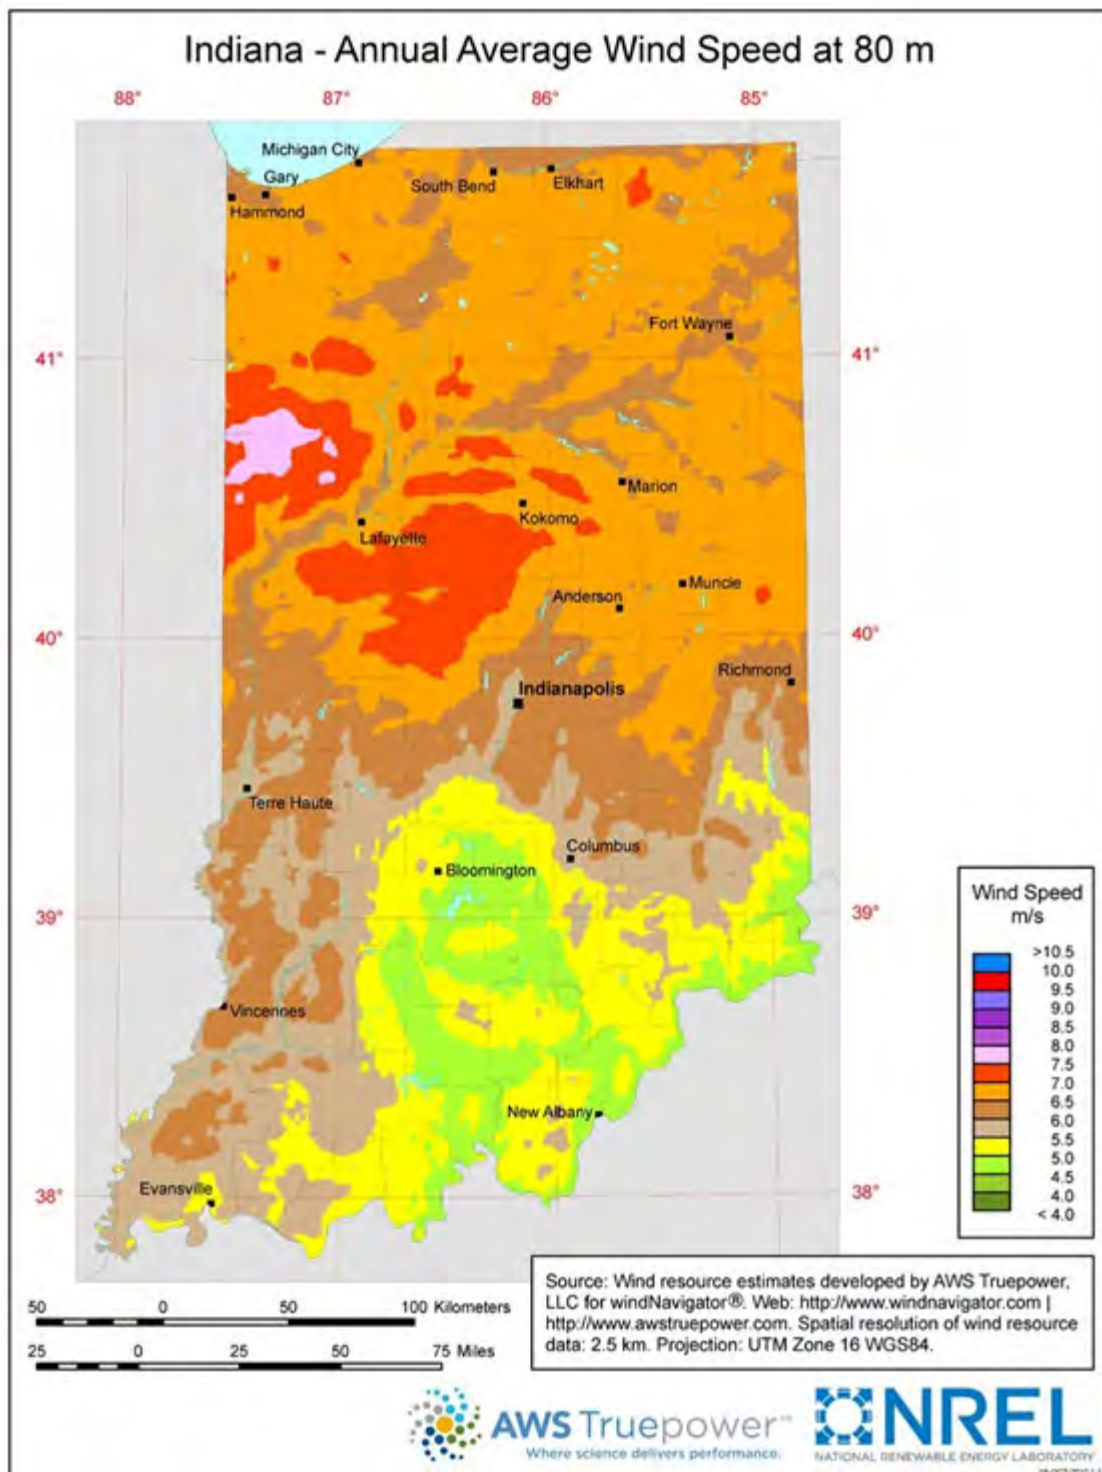 Indiana - Annual Average Wind Speed at 80 m
88°
87°
86°
85°
Michigan City
Gary
Hammond
South Bend
Elkhart
Fort Wayne
41°
41°
Marion
Kokomo
Lafayette
Muncie
Anderson
40°
40°
Richmond
Indianapolis
Terre Haute
Columbus
Bloomington
39°
39°
Vincennes
New Albany
Evansville
38°
38°
Wind Speed
m/s
>10.5
10.0
9.5
9.0
8.5
8.0
7.5
7.0
6.5
6.0
5.5
5.0
4.5
4.0
< 4.0
50 0 50 100 Kilometers
25 0 25 50 75 Miles
Source: Wind resource estimates developed by AWS Truepower,
LLC for windNavigator®. Web: http://www.windnavigator.com |
http://www.awstruepower.com. Spatial resolution of wind resource
data: 2.5 km. Projection: UTM Zone 16 WGS84.
AWS Truepower™
Where science delivers performance.
NREL
NATIONAL RENEWABLE ENERGY LABORATORY